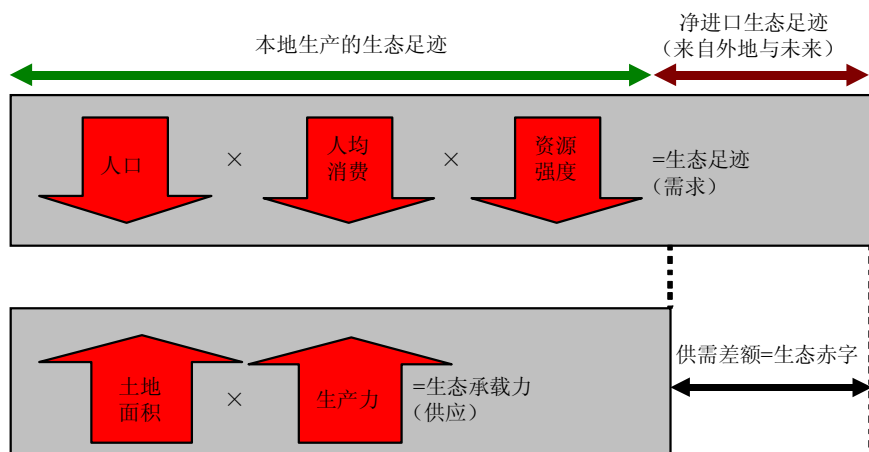 本地生产的生态足迹
净进口生态足迹
（来自外地与未来）
人口
×
人均
消费
×
资源
强度
=生态足迹
（需求）
土地
面积
×
生产力
=生态承载力
（供应）
供需差额=生态赤字